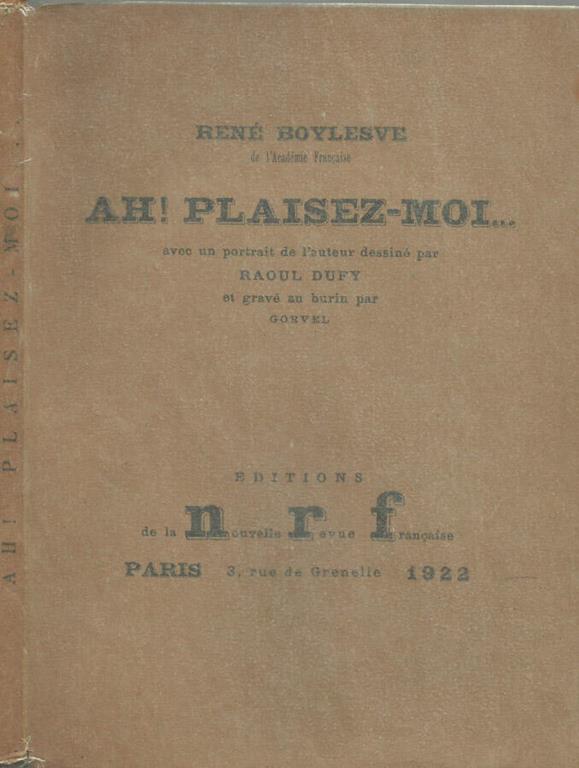 RENÉ BOYLESVE
de l'Académie Française
AH! PLAISEZ-MOI...
avec un portrait de l'auteur dessiné par
RAOUL DUFY
et gravé au burin par
GORVEL
EDITIONS
de la nouvelle revue française
PARIS 3, rue de Grenelle 1922
AH! PLAISEZ-MOI...